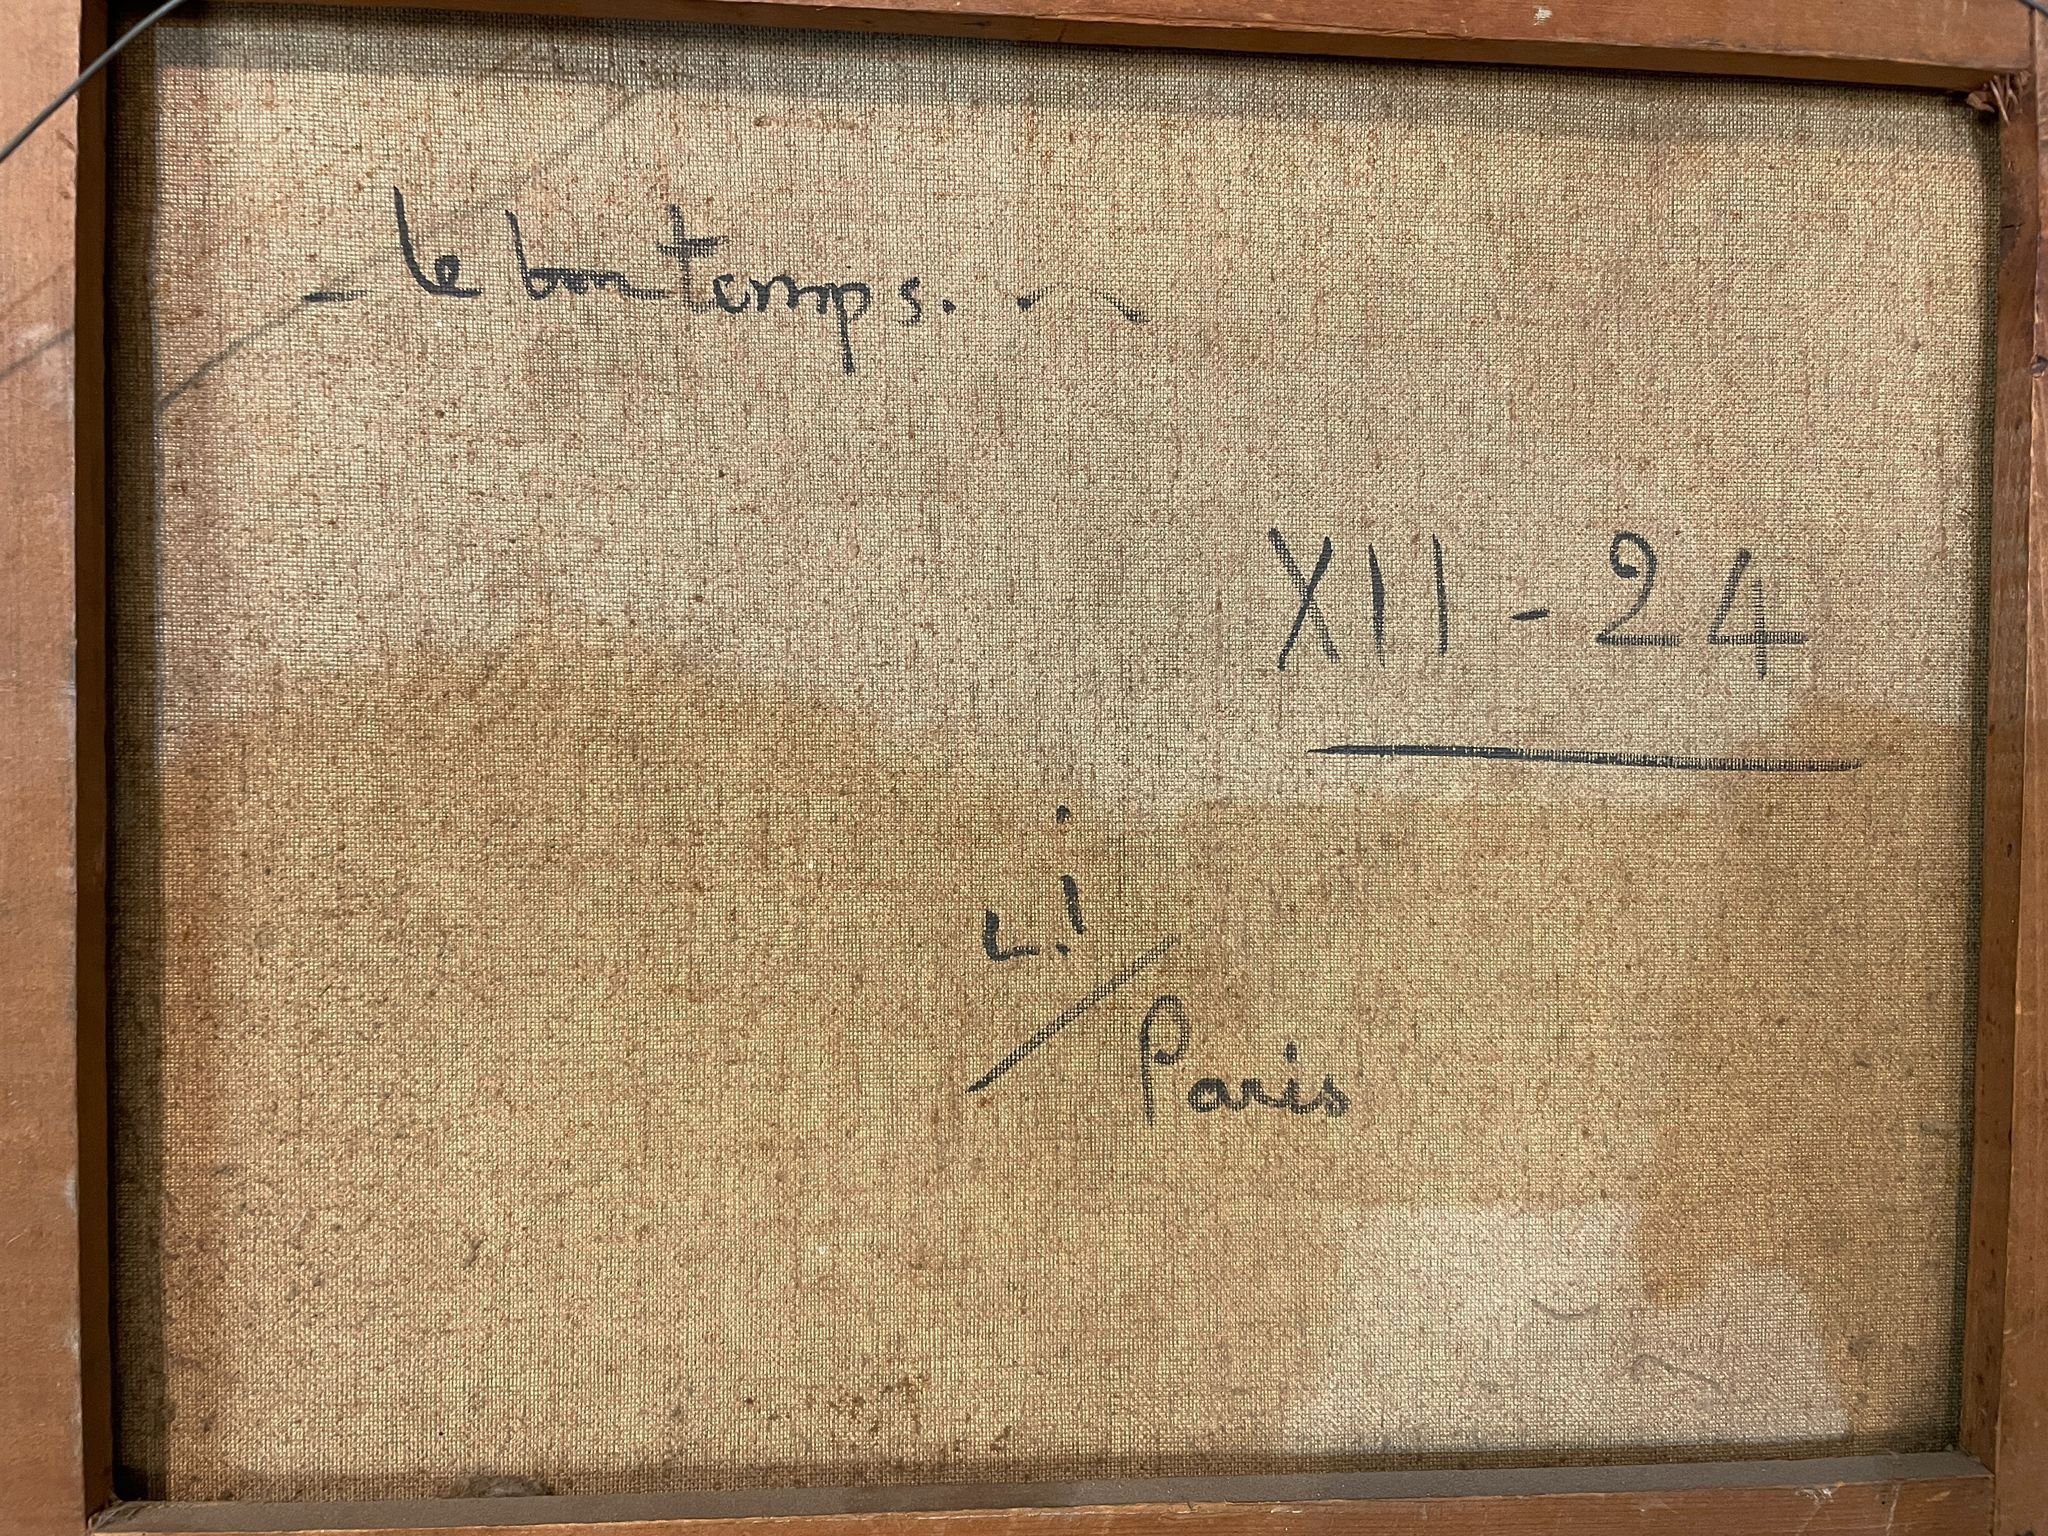 - le bon temps. . ~
XII - 24
Paris